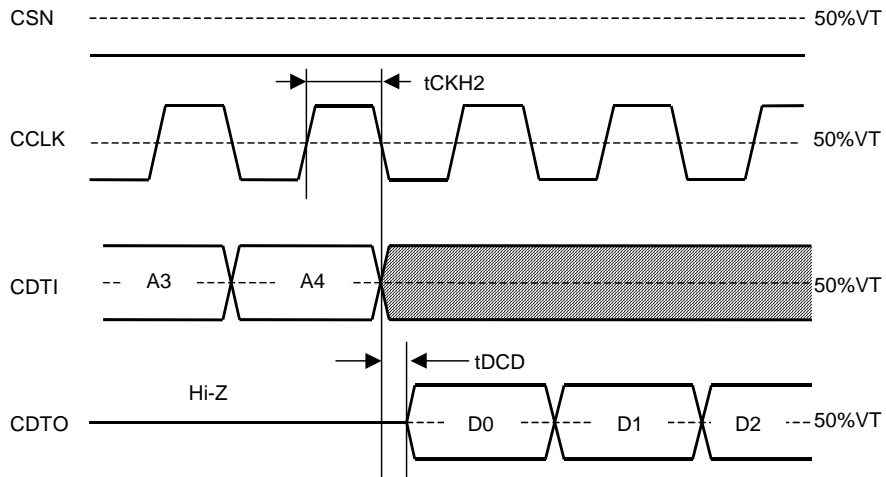 CSN 50%VT
tCKH2
CCLK 50%VT
CDTI A3 A4 50%VT
tDCD
Hi-Z
CDTO D0 D1 D2 50%VT